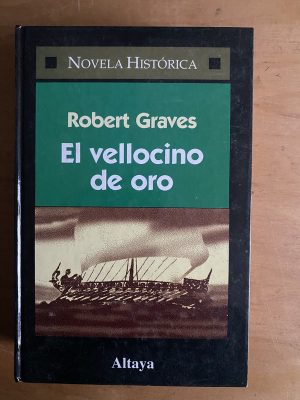 NOVELA HISTÓRICA
Robert Graves
El vellocino
de oro
Altaya